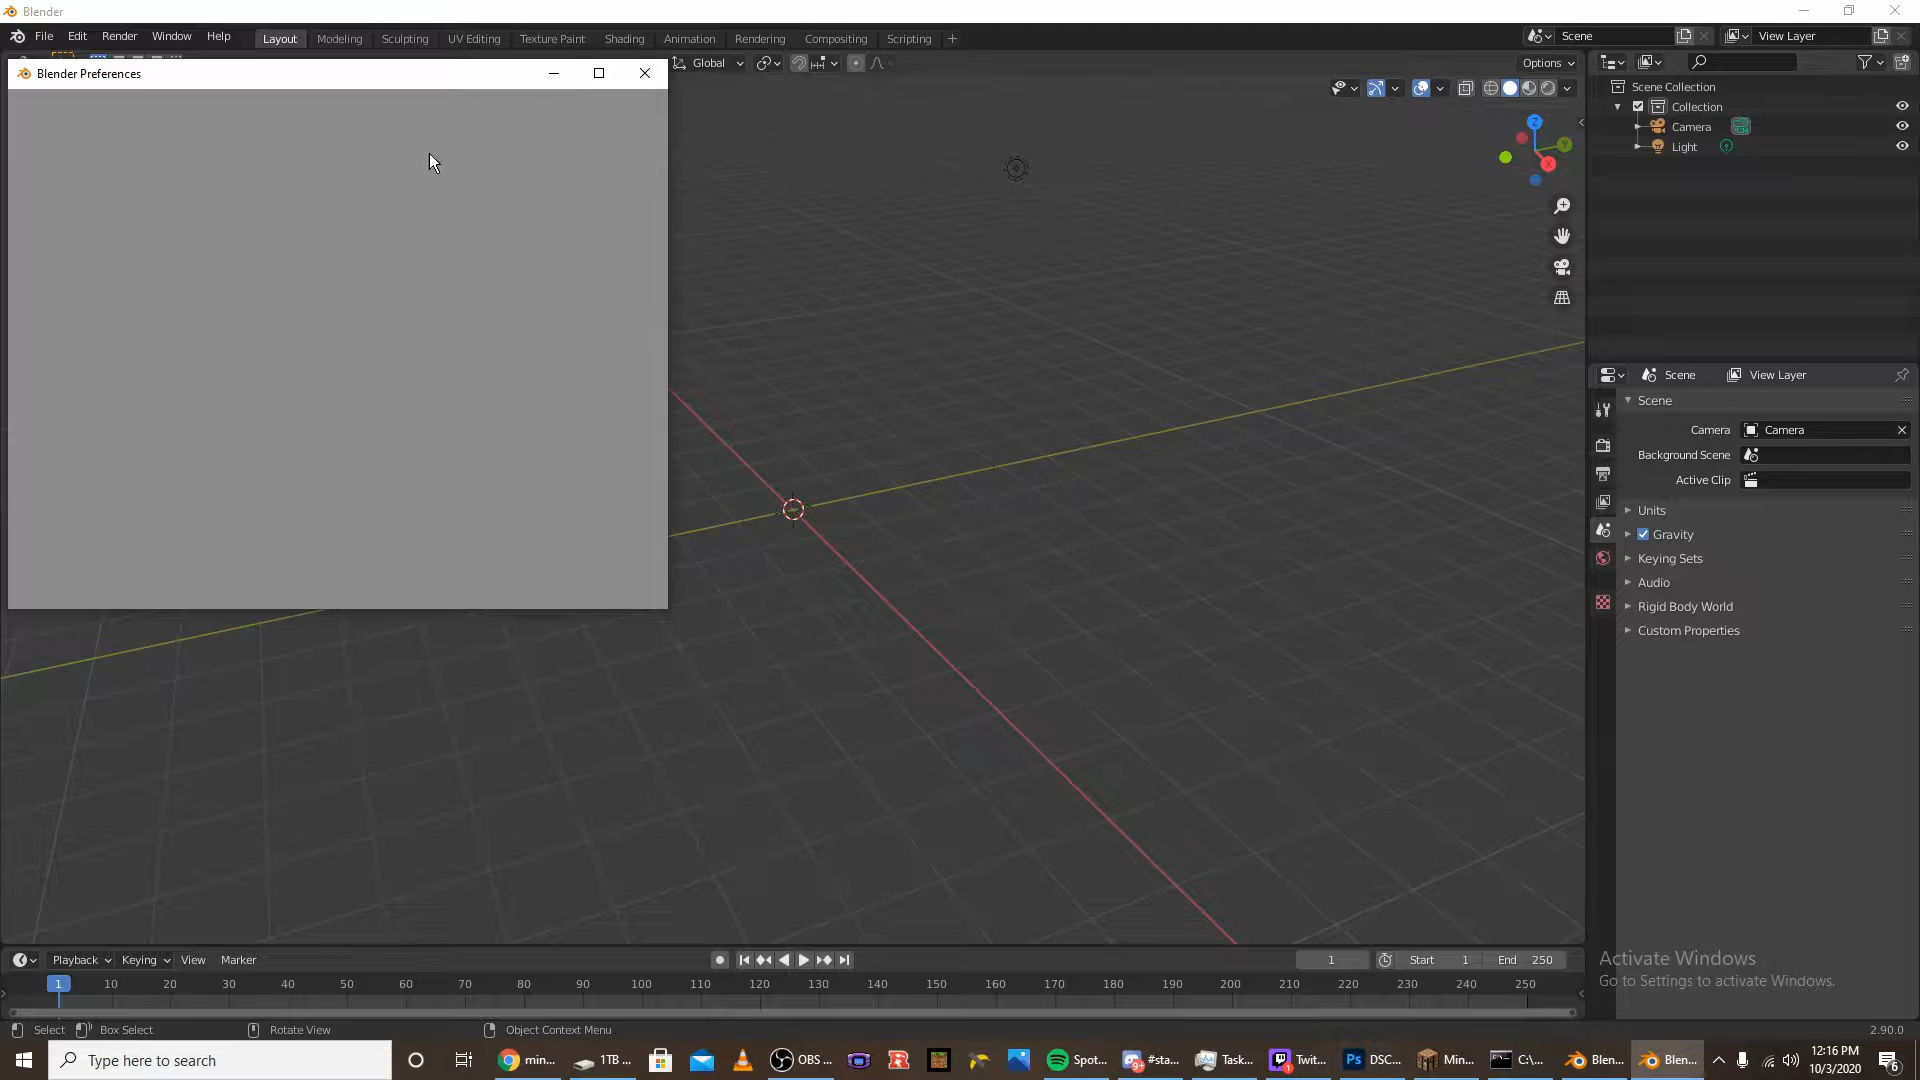 Blender
File Edit Render Window Help Layout Modeling Sculpting UV Editing Texture Paint Shading Animation Rendering Compositing Scripting + Scene View Layer
Global Options
Blender Preferences
Scene Collection
Collection
Camera
Light
Z
Y
X
Scene View Layer
Scene
Camera Camera
Background Scene
Active Clip
Units
Gravity
Keying Sets
Audio
Rigid Body World
Custom Properties
Activate Windows
Go to Settings to activate Windows.
Playback Keying View Marker 1 Start 1 End 250
1 10 20 30 40 50 60 70 80 90 100 110 120 130 140 150 160 170 180 190 200 210 220 230 240 250
Select Box Select Rotate View Object Context Menu 2.90.0
Type here to search min... 1TB ... OBS ... Spot... #sta... Task... Twit... DSC... Min... C:\... Blen... Blen... 12:16 PM
10/3/2020